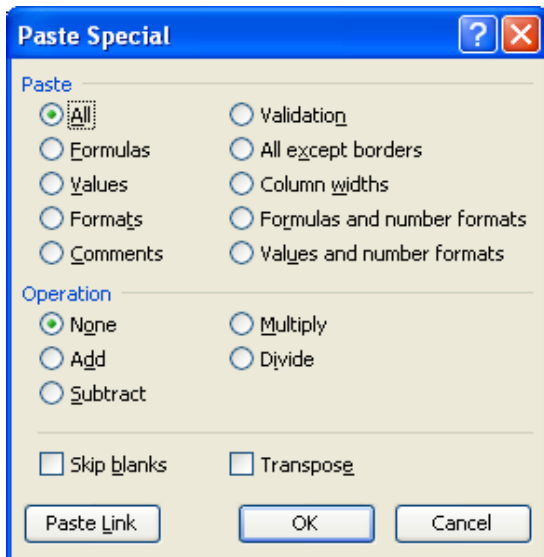 Paste Special
Paste
All
Validation
Formulas
All except borders
Values
Column widths
Formats
Formulas and number formats
Comments
Values and number formats
Operation
None
Multiply
Add
Divide
Subtract
Skip blanks
Transpose
Paste Link
OK
Cancel